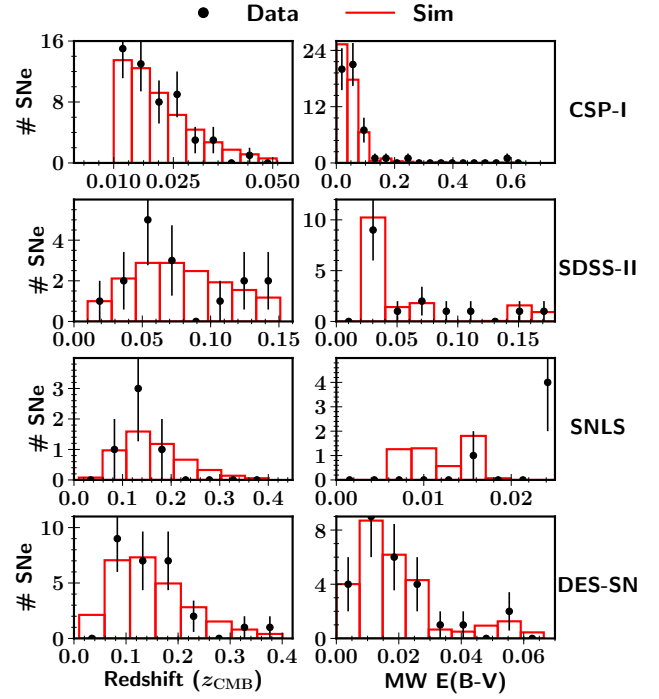 Data Sim
# SNe
16
8
0
0.010 0.025 0.050
24
12
0
0.0 0.2 0.4 0.6
CSP-I
# SNe
4
2
0
0.00 0.05 0.10 0.15
10
5
0
0.00 0.05 0.10 0.15
SDSS-II
# SNe
3
2
1
0
0.0 0.1 0.2 0.3 0.4
4
3
2
1
0
0.00 0.01 0.02
SNLS
# SNe
10
5
0
0.0 0.1 0.2 0.3 0.4
Redshift (zCMB)
8
4
0
0.00 0.02 0.04 0.06
MW E(B-V)
DES-SN